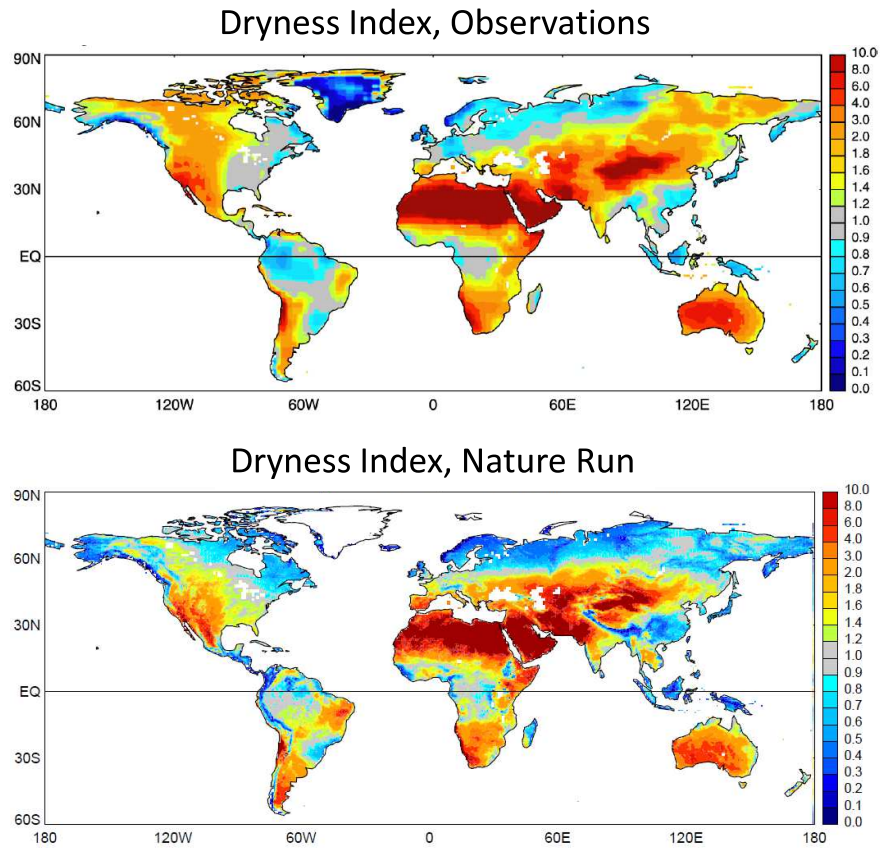 Dryness Index, Observations
90N
60N
30N
EQ
30S
60S
180 120W 60W 0 60E 120E 180
10.0
8.0
6.0
4.0
3.0
2.0
1.8
1.6
1.4
1.2
1.0
0.9
0.8
0.7
0.6
0.5
0.4
0.3
0.2
0.1
0.0
Dryness Index, Nature Run
90N
60N
30N
EQ
30S
60S
180 120W 60W 0 60E 120E 180
10.0
8.0
6.0
4.0
3.0
2.0
1.8
1.6
1.4
1.2
1.0
0.9
0.8
0.7
0.6
0.5
0.4
0.3
0.2
0.1
0.0